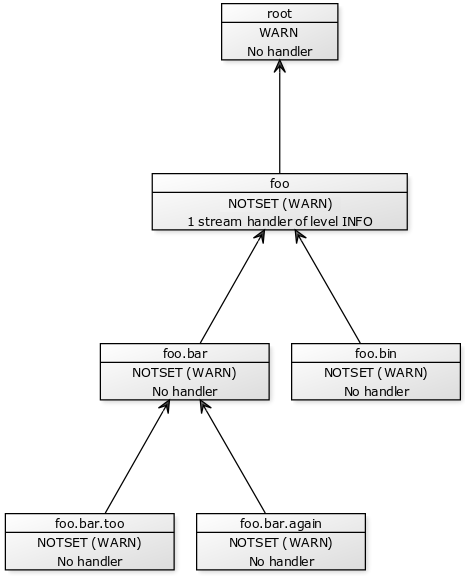 root
WARN
No handler
foo
NOTSET (WARN)
1 stream handler of level INFO
foo.bar
NOTSET (WARN)
No handler
foo.bin
NOTSET (WARN)
No handler
foo.bar.too
NOTSET (WARN)
No handler
foo.bar.again
NOTSET (WARN)
No handler